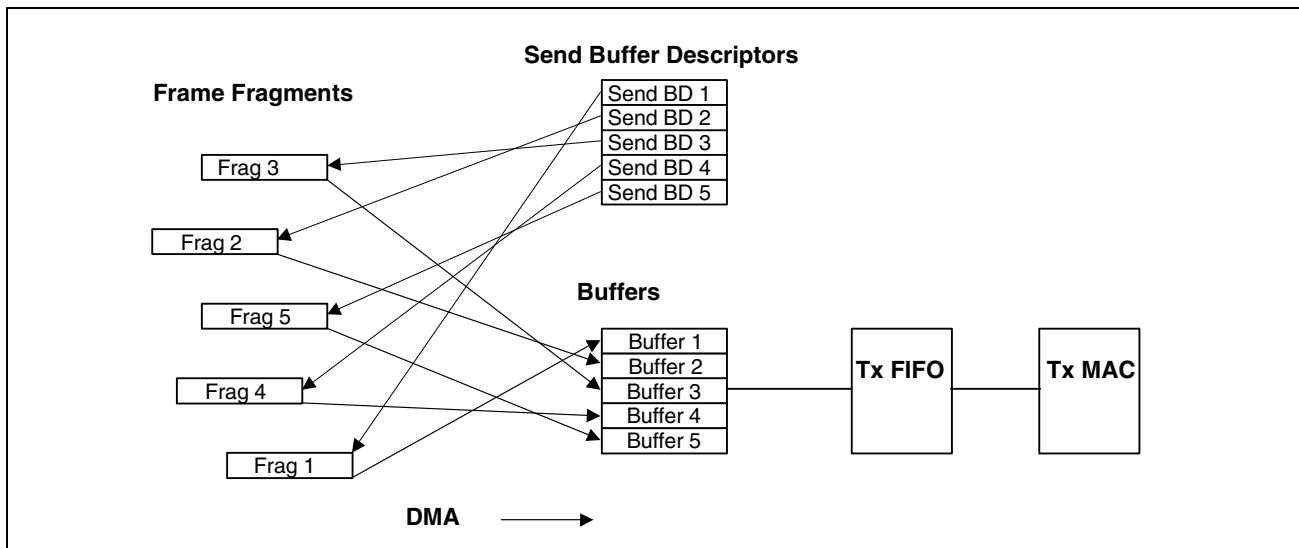 Send Buffer Descriptors
Frame Fragments
Send BD 1
Send BD 2
Send BD 3
Send BD 4
Send BD 5
Frag 3
Frag 2
Frag 5
Frag 4
Frag 1
Buffers
Buffer 1
Buffer 2
Buffer 3
Buffer 4
Buffer 5
Tx FIFO
Tx MAC
DMA